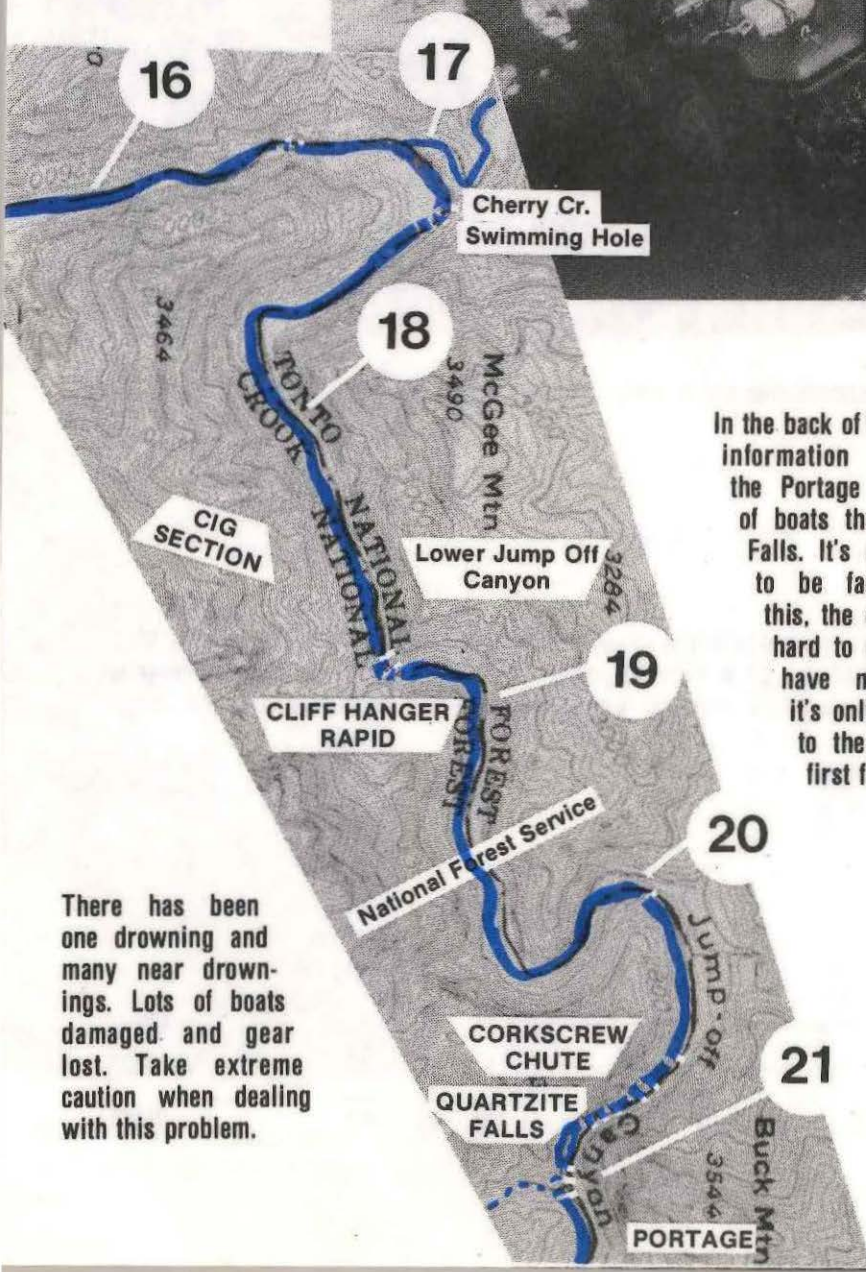 16
17
Cherry Cr.
Swimming Hole
3464
18
TONTO
CROOK
McGee Mtn
3490
In the back of
information
the Portage
of boats th
Falls. It's
to be fa
this, the
hard to
have
it's onl
to the
first f
CIG
SECTION
NATIONAL
NATIONAL
Lower Jump Off
Canyon
3284
19
CLIFF HANGER
RAPID
FOREST
FOREST
National Forest Service
20
Jump-off
There has been
one drowning and
many near drown-
ings. Lots of boats
damaged and gear
lost. Take extreme
caution when dealing
with this problem.
CORKSCREW
CHUTE
QUARTZITE
FALLS
Canyon
21
Buck Mtn
3544
PORTAGE